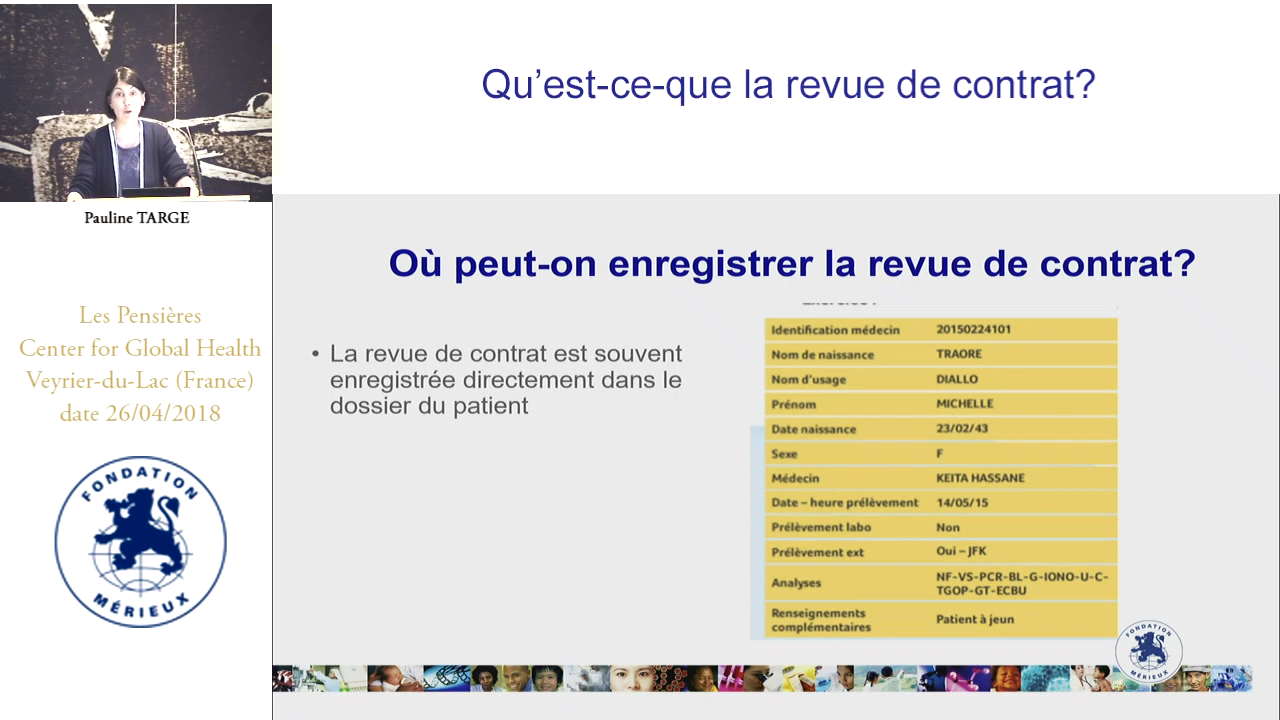 Qu’est-ce-que la revue de contrat?
Pauline TARGE
Les Pensières
Center for Global Health
Veyrier-du-Lac (France)
date 26/04/2018
FONDATION
MÉRIEUX
Où peut-on enregistrer la revue de contrat?
• La revue de contrat est souvent
enregistrée directement dans le
dossier du patient
Identification médecin 20150224101
Nom de naissance TRAORE
Nom d’usage DIALLO
Prénom MICHELLE
Date naissance 23/02/43
Sexe F
Médecin KEITA HASSANE
Date – heure prélèvement 14/05/15
Prélèvement labo Non
Prélèvement ext Oui – JFK
Analyses NF-VS-PCR-BL-G-IONO-U-C-
TGOP-GT-ECBU
Renseignements
complémentaires Patient à jeun
FONDATION
MÉRIEUX